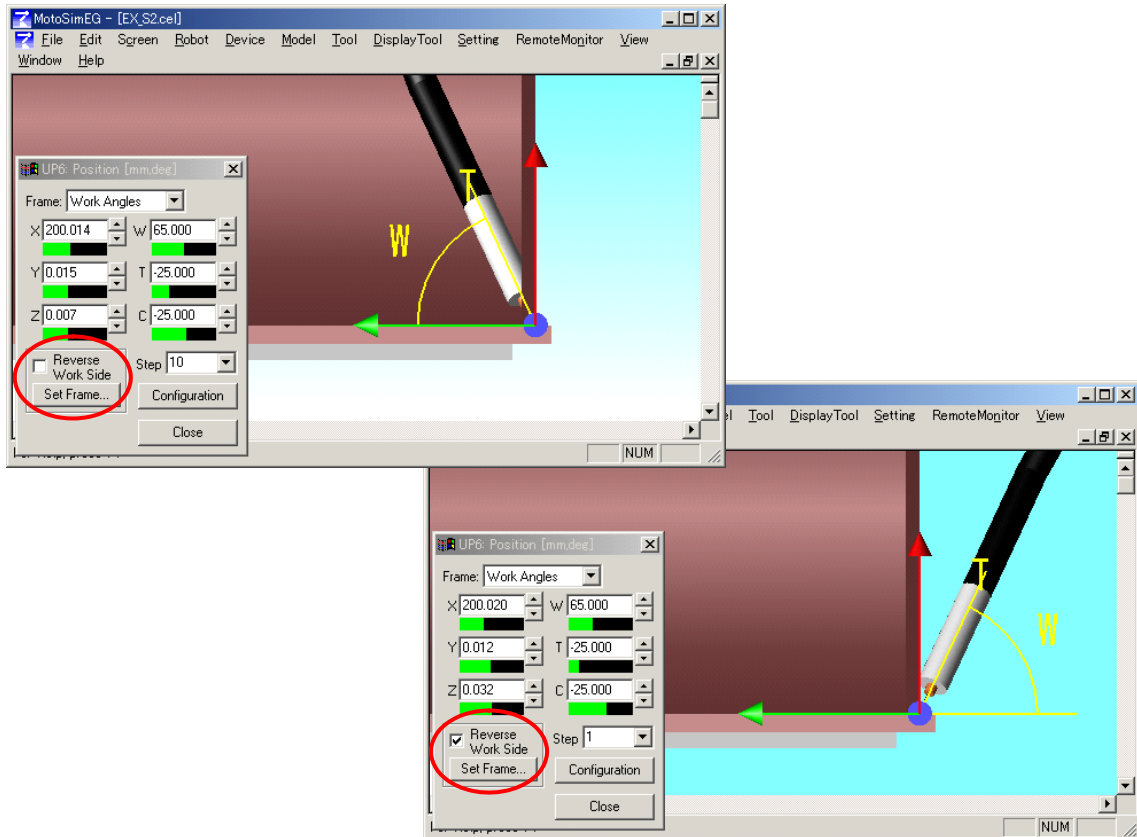 MotoSimEG - [EX_S2.cel]
File Edit Screen Robot Device Model Tool DisplayTool Setting RemoteMonitor View
Window Help
UP6: Position [mm,deg]
Frame: Work Angles
X 200.014 W 65.000
Y 0.015 T -25.000
Z 0.007 C -25.000
Reverse
Work Side
Step 10
Set Frame... Configuration
Close
T
W
NUM
Tool DisplayTool Setting RemoteMonitor View
UP6: Position [mm,deg]
Frame: Work Angles
X 200.020 W 65.000
Y 0.012 T -25.000
Z 0.032 C -25.000
Reverse
Work Side
Step 1
Set Frame... Configuration
Close
T
W
NUM